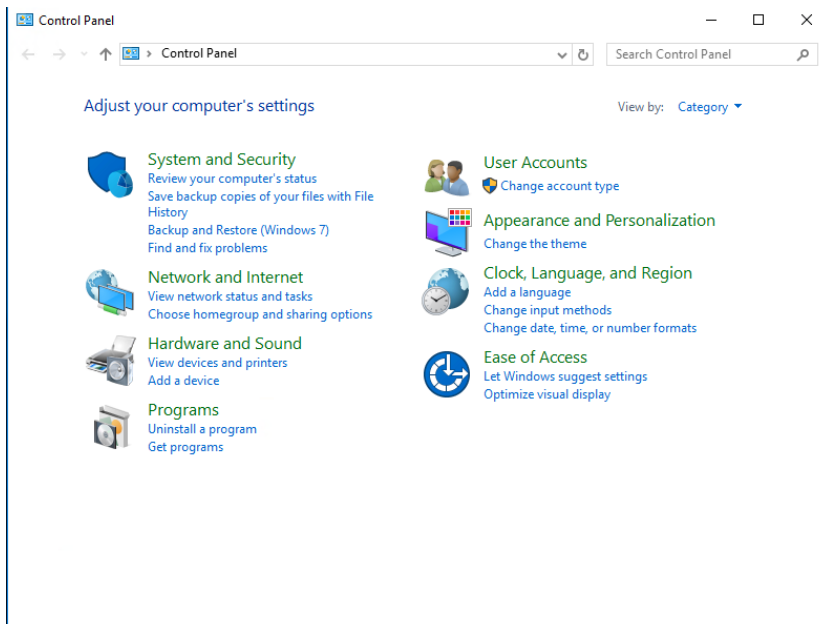 Control Panel
Control Panel
Search Control Panel
Adjust your computer's settings
View by: Category
System and Security
Review your computer's status
Save backup copies of your files with File
History
Backup and Restore (Windows 7)
Find and fix problems
Network and Internet
View network status and tasks
Choose homegroup and sharing options
Hardware and Sound
View devices and printers
Add a device
Programs
Uninstall a program
Get programs
User Accounts
Change account type
Appearance and Personalization
Change the theme
Clock, Language, and Region
Add a language
Change input methods
Change date, time, or number formats
Ease of Access
Let Windows suggest settings
Optimize visual display